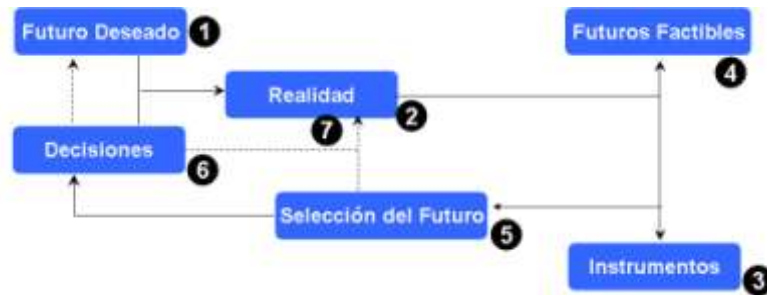 Futuro Deseado
1
Futuros Factibles
4
Realidad
7
2
Decisiones
6
Selección del Futuro
5
Instrumentos
3